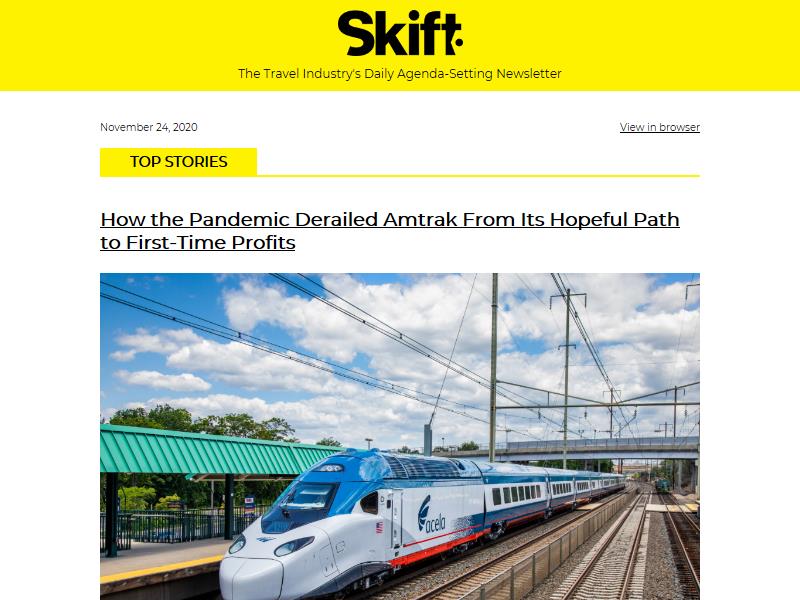 Skift
The Travel Industry's Daily Agenda-Setting Newsletter
November 24, 2020
View in browser
TOP STORIES
How the Pandemic Derailed Amtrak From Its Hopeful Path
to First-Time Profits
acela